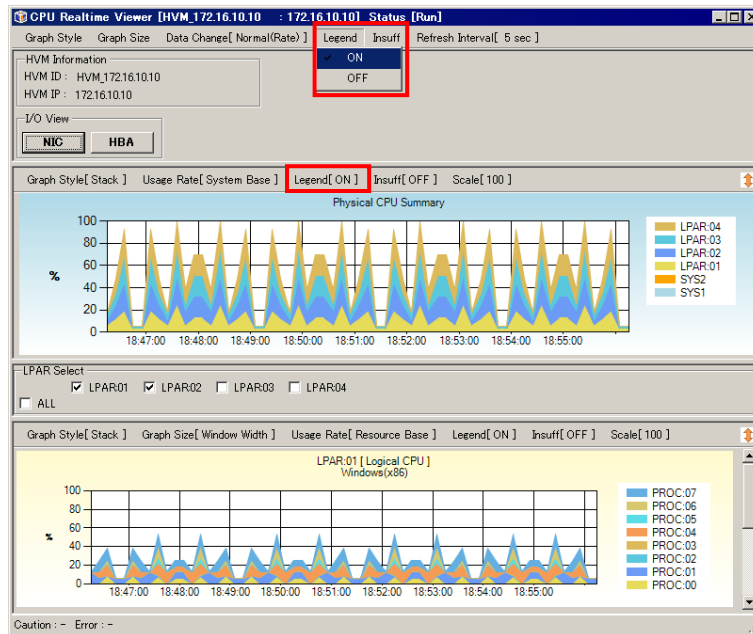 CPU Realtime Viewer [HVM_172.16.10.10 : 172.16.10.10] Status [Run]
Graph Style Graph Size Data Change[ Normal(Rate) ] Legend Insuff Refresh Interval[ 5 sec ]
ON
OFF
HVM Information
HVM ID : HVM_172.16.10.10
HVM IP : 172.16.10.10
I/O View
NIC HBA
Graph Style[ Stack ] Usage Rate[ System Base ] Legend[ ON ] Insuff[ OFF ] Scale[ 100 ]
Physical CPU Summary
100
80
60
40
20
0
%
18:47:00 18:48:00 18:49:00 18:50:00 18:51:00 18:52:00 18:53:00 18:54:00 18:55:00
LPAR:04
LPAR:03
LPAR:02
LPAR:01
SYS2
SYS1
LPAR Select
LPAR:01 LPAR:02 LPAR:03 LPAR:04
ALL
Graph Style[ Stack ] Graph Size[ Window Width ] Usage Rate[ Resource Base ] Legend[ ON ] Insuff[ OFF ] Scale[ 100 ]
LPAR:01 [ Logical CPU ]
Windows(x86)
100
80
60
40
20
0
%
18:47:00 18:48:00 18:49:00 18:50:00 18:51:00 18:52:00 18:53:00 18:54:00 18:55:00
PROC:07
PROC:06
PROC:05
PROC:04
PROC:03
PROC:02
PROC:01
PROC:00
Caution : - Error : -